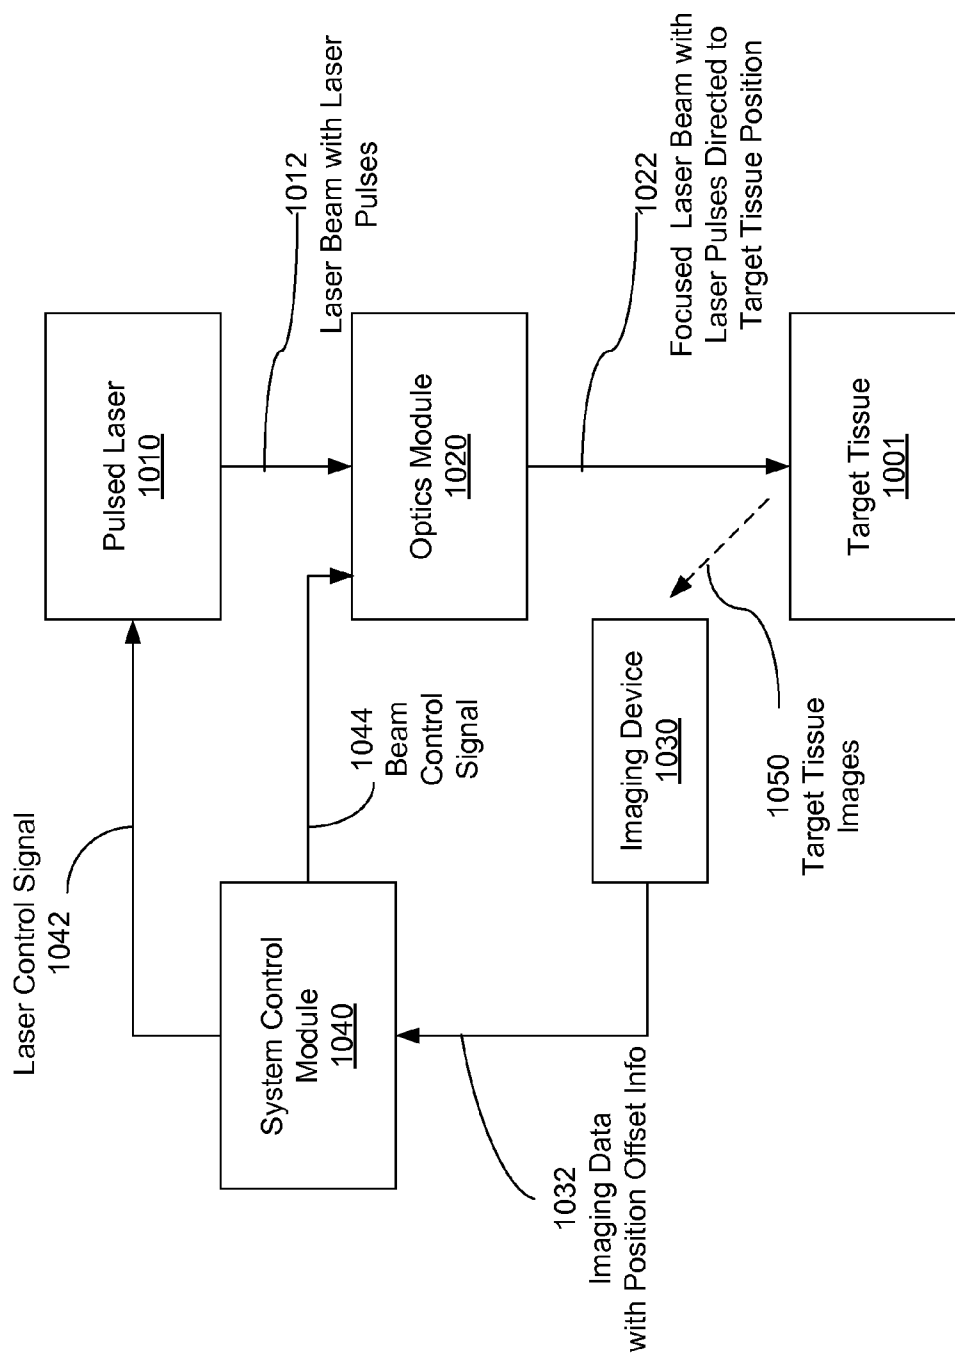 Laser Control Signal
1042
Pulsed Laser
1010
1012
Laser Beam with Laser
Pulses
System Control
Module
1040
1044
Beam
Control
Signal
Optics Module
1020
1022
Focused Laser Beam with
Laser Pulses Directed to
Target Tissue Position
1032
Imaging Data
with Position Offset Info
Imaging Device
1030
1050
Target Tissue
Images
Target Tissue
1001